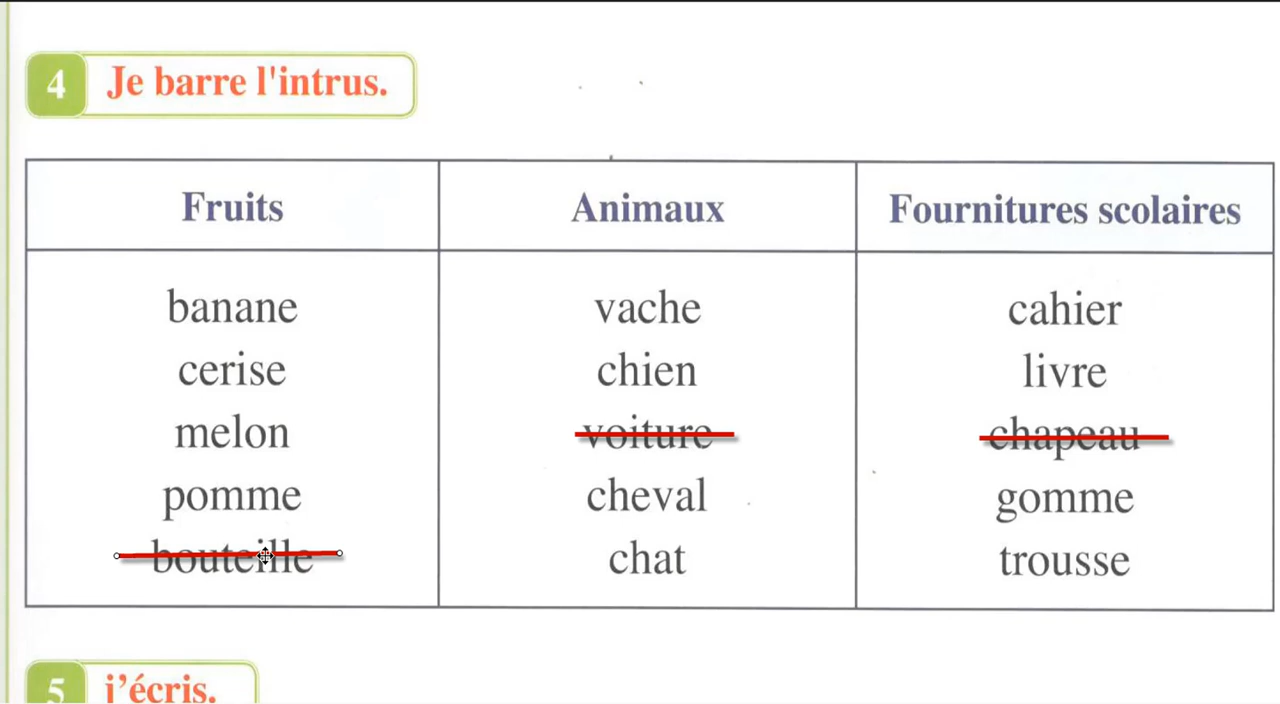 4 Je barre l'intrus.
Fruits Animaux Fournitures scolaires
banane vache cahier
cerise chien livre
melon voiture chapeau
pomme cheval gomme
bouteille chat trousse
5 j'écris.